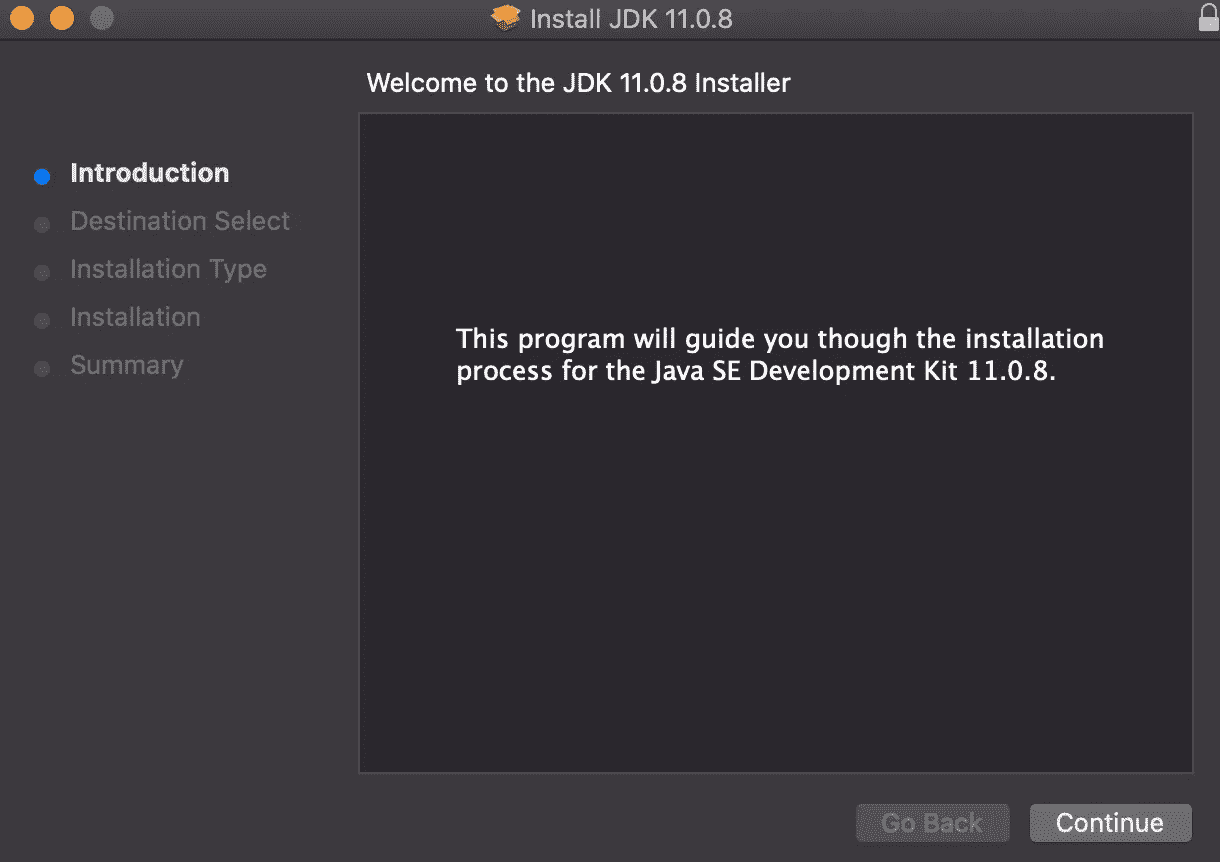 Install JDK 11.0.8
Welcome to the JDK 11.0.8 Installer
Introduction
Destination Select
Installation Type
Installation
Summary
This program will guide you though the installation
process for the Java SE Development Kit 11.0.8.
Go Back
Continue